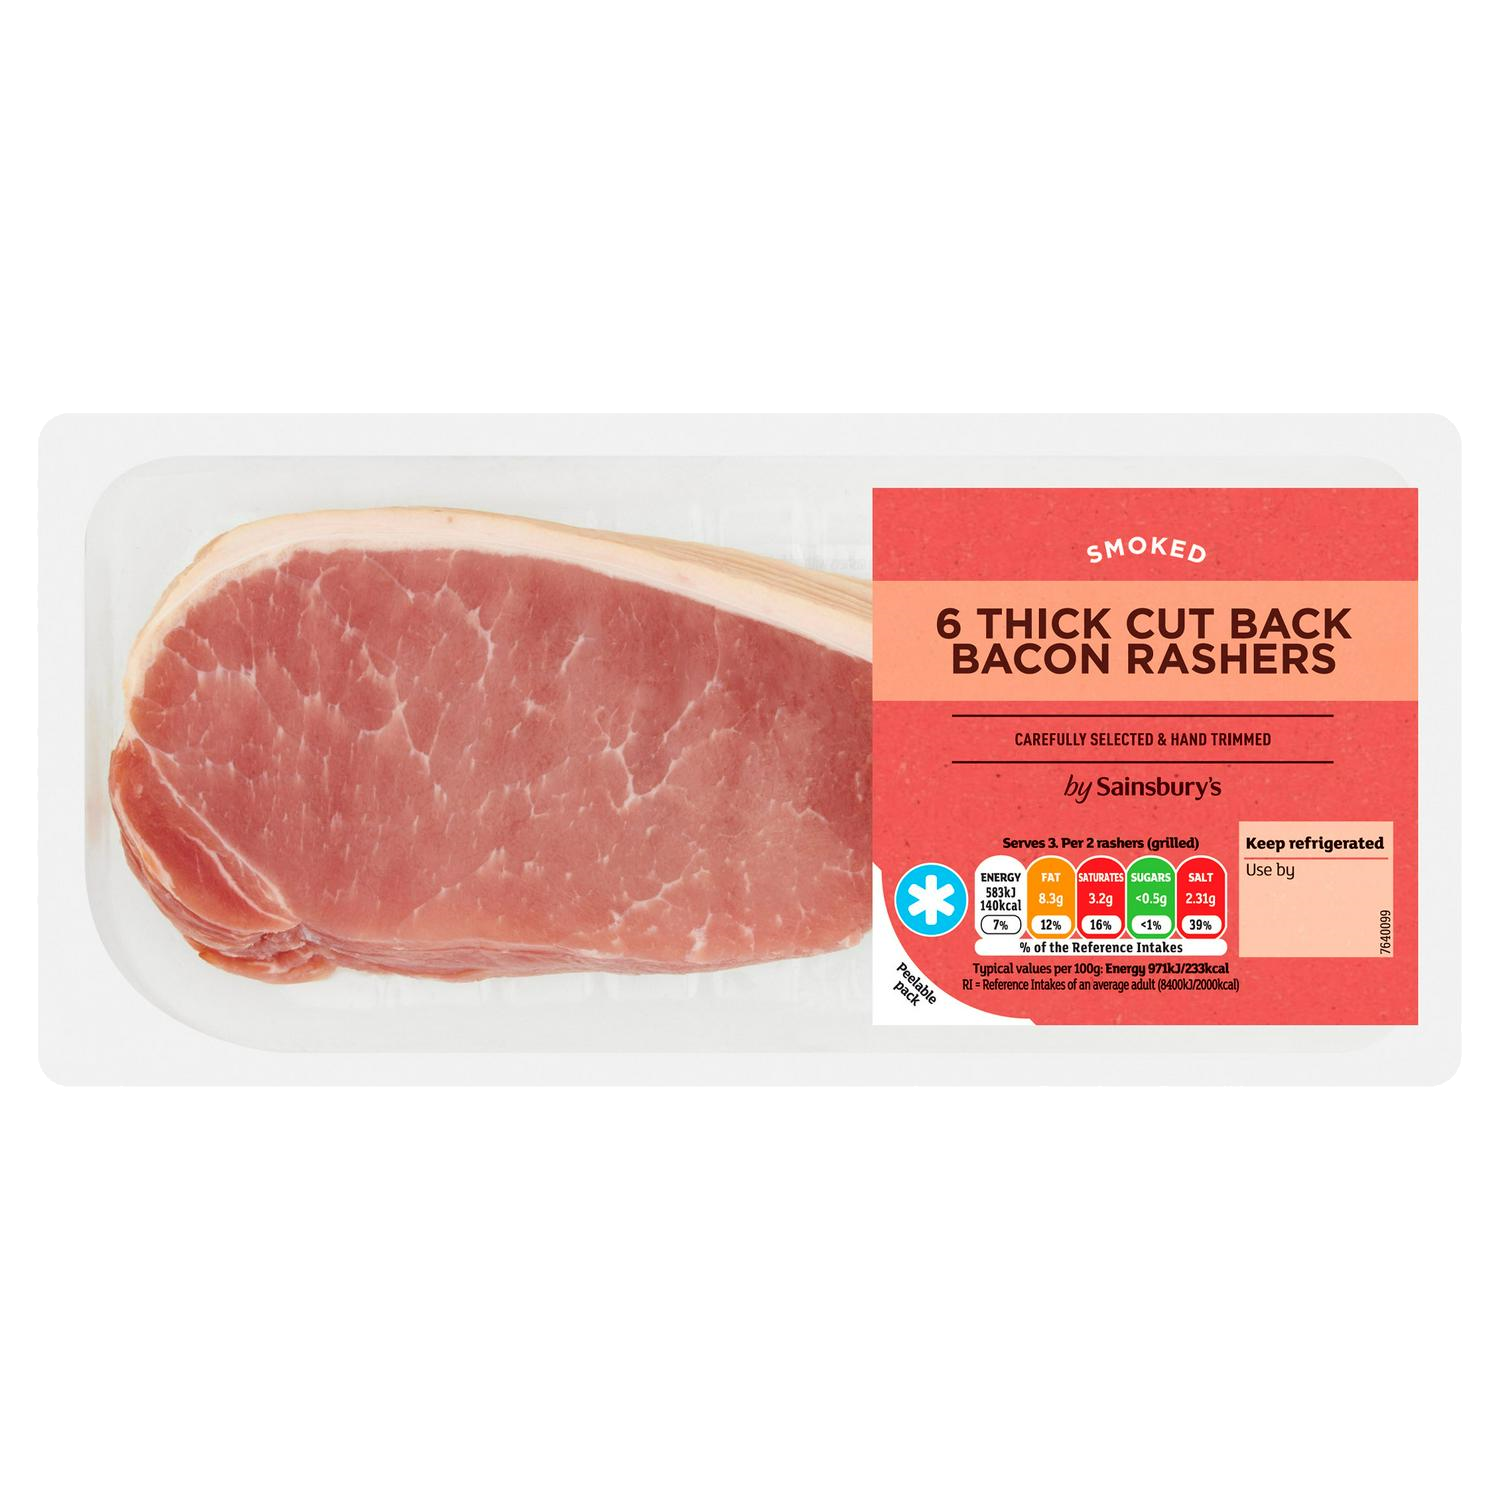 SMOKED
6 THICK CUT BACK
BACON RASHERS
CAREFULLY SELECTED & HAND TRIMMED
by Sainsbury's
Serves 3. Per 2 rashers (grilled)
ENERGY FAT SATURATES SUGARS SALT
583kJ
140kcal 8.3g 3.2g <0.5g 2.31g
7% 12% 16% <1% 39%
% of the Reference Intakes
Typical values per 100g: Energy 971kJ/233kcal
RI = Reference Intakes of an average adult (8400kJ/2000kcal)
Keep refrigerated
Use by
7640099
Peelable
pack